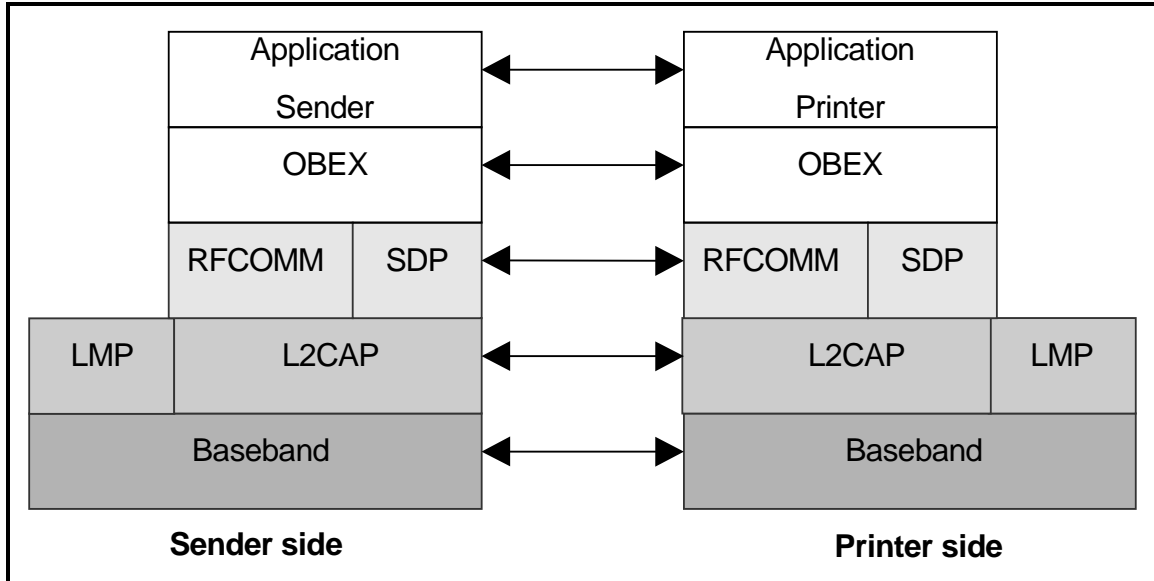 Application Application
Sender Printer
OBEX OBEX
RFCOMM SDP RFCOMM SDP
LMP L2CAP L2CAP LMP
Baseband Baseband
Sender side Printer side